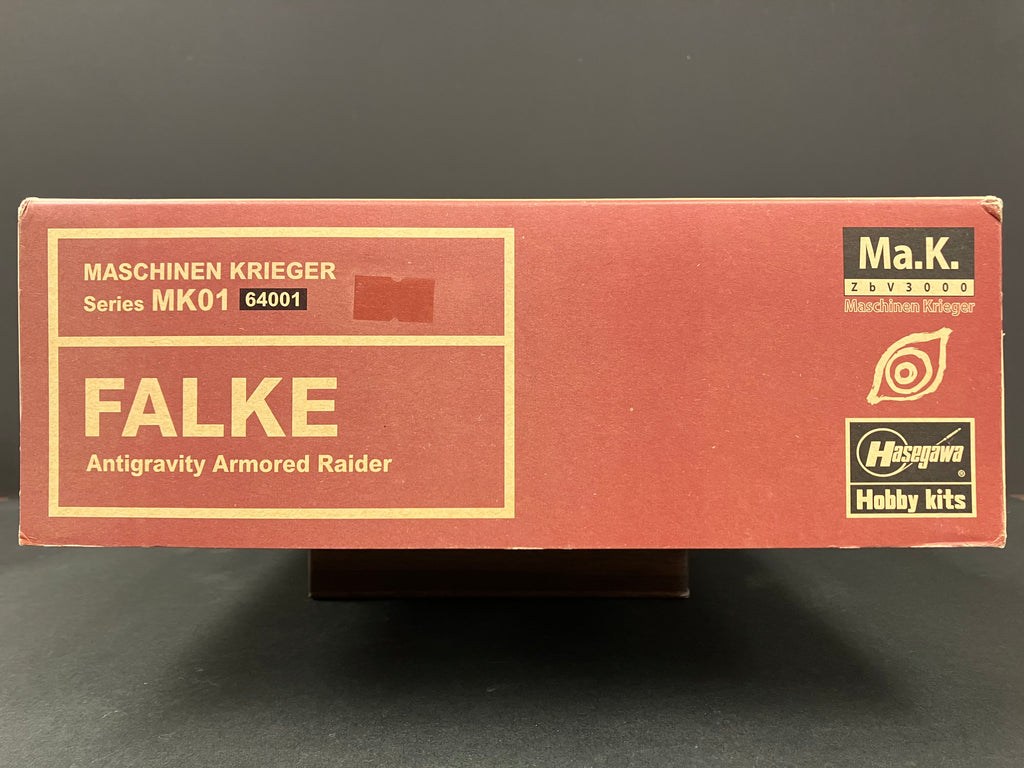 MASCHINEN KRIEGER
Series MK01 64001
FALKE
Antigravity Armored Raider
Ma.K.
ZbV3000
Maschinen Krieger
Hasegawa®
Hobby kits